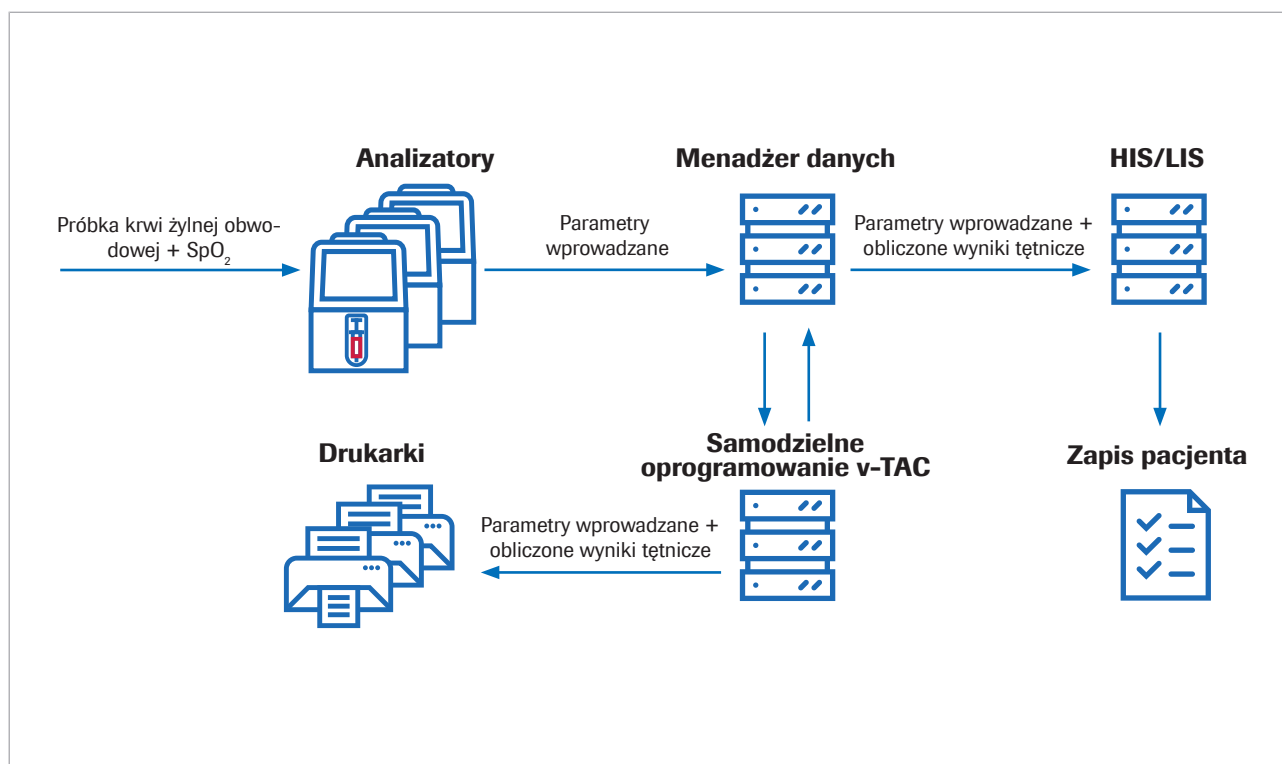 Analizatory
Menadżer danych
HIS/LIS
Próbka krwi żylnej obwo-
dowej + SpO₂
Parametry
wprowadzane
Parametry wprowadzane +
obliczone wyniki tętnicze
Drukarki
Samodzielne
oprogramowanie v-TAC
Zapis pacjenta
Parametry wprowadzane +
obliczone wyniki tętnicze